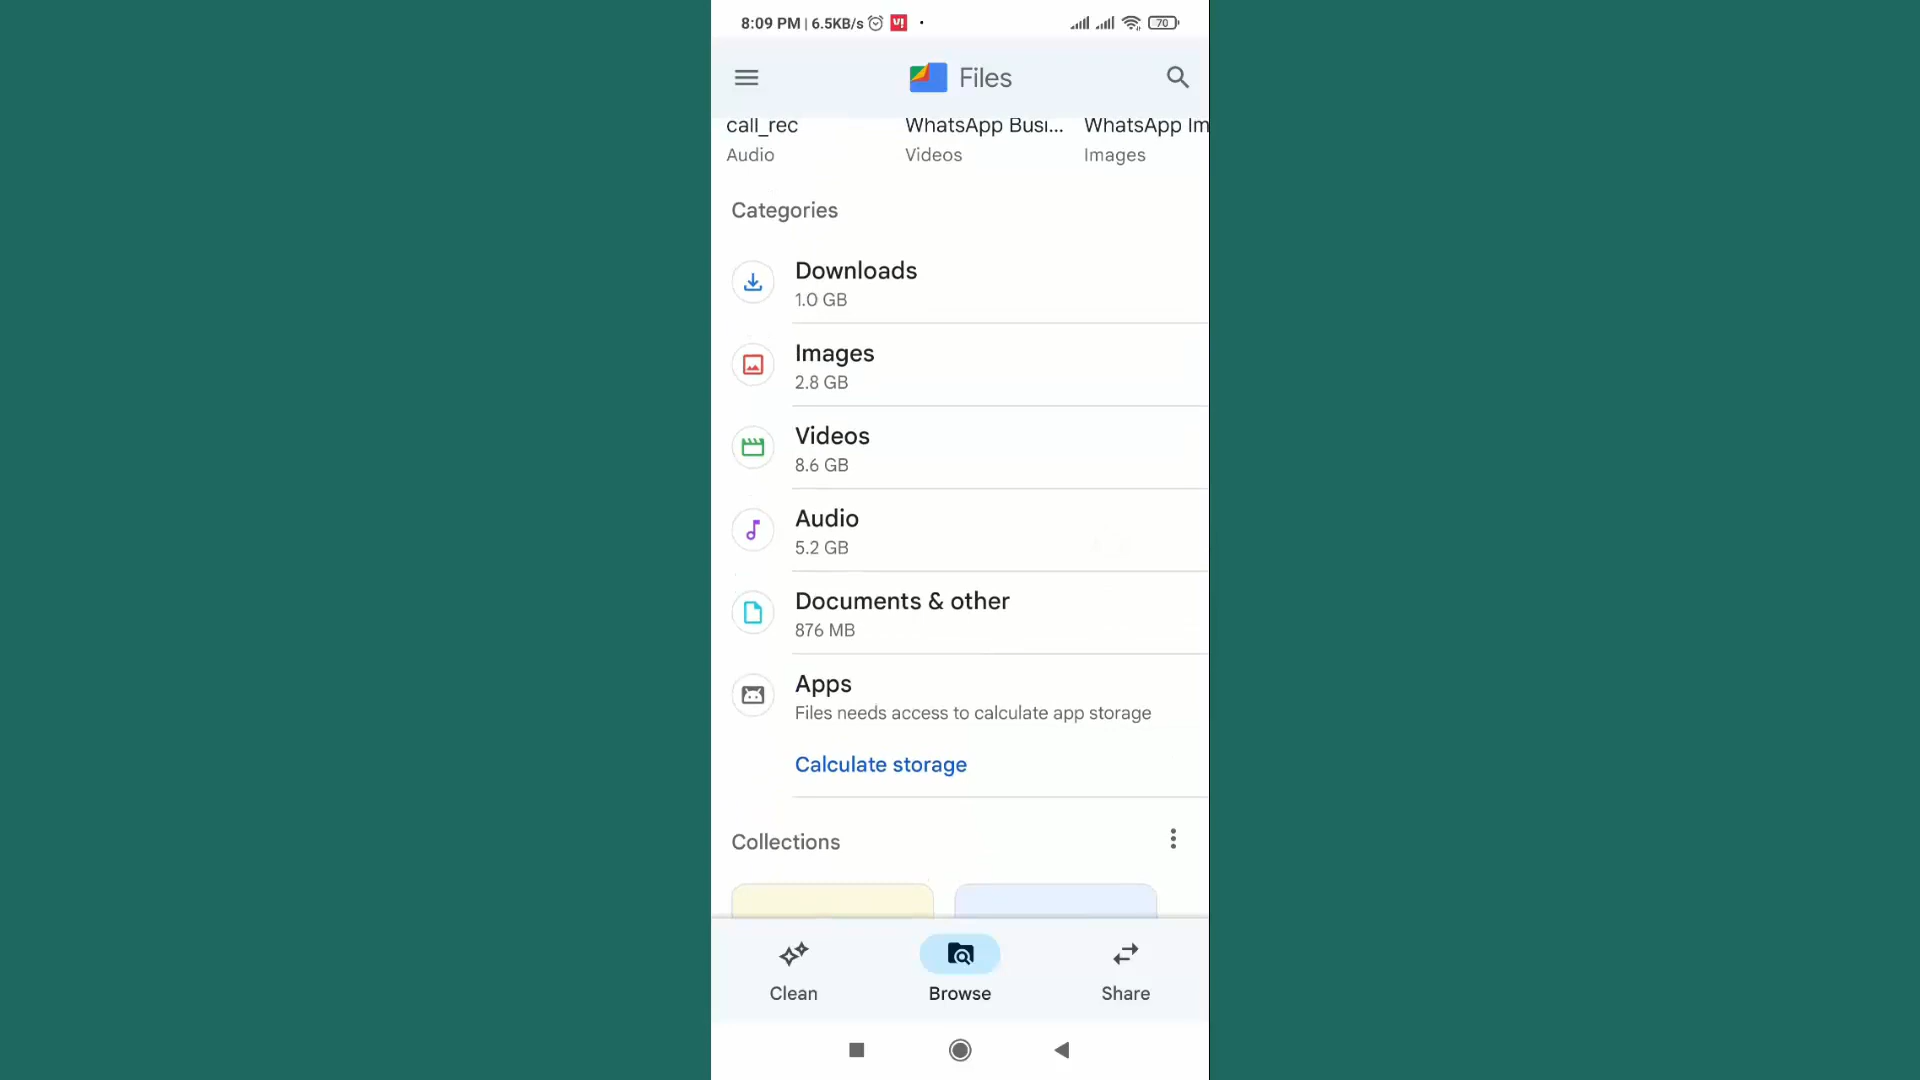 8:09 PM | 6.5KB/s V! 70
Files
call_rec WhatsApp Busi... WhatsApp Im
Audio Videos Images
Categories
Downloads
1.0 GB
Images
2.8 GB
Videos
8.6 GB
Audio
5.2 GB
Documents & other
876 MB
Apps
Files needs access to calculate app storage
Calculate storage
Collections
Clean Browse Share